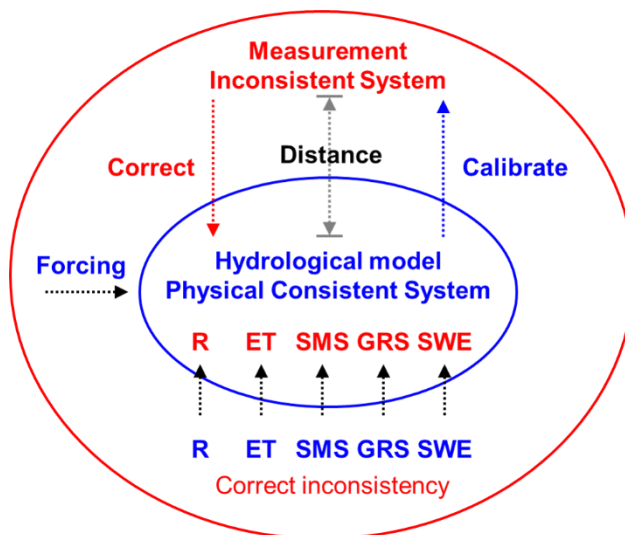 Measurement
Inconsistent System
Correct
Distance
Calibrate
Forcing
Hydrological model
Physical Consistent System
R ET SMS GRS SWE
R ET SMS GRS SWE
Correct inconsistency